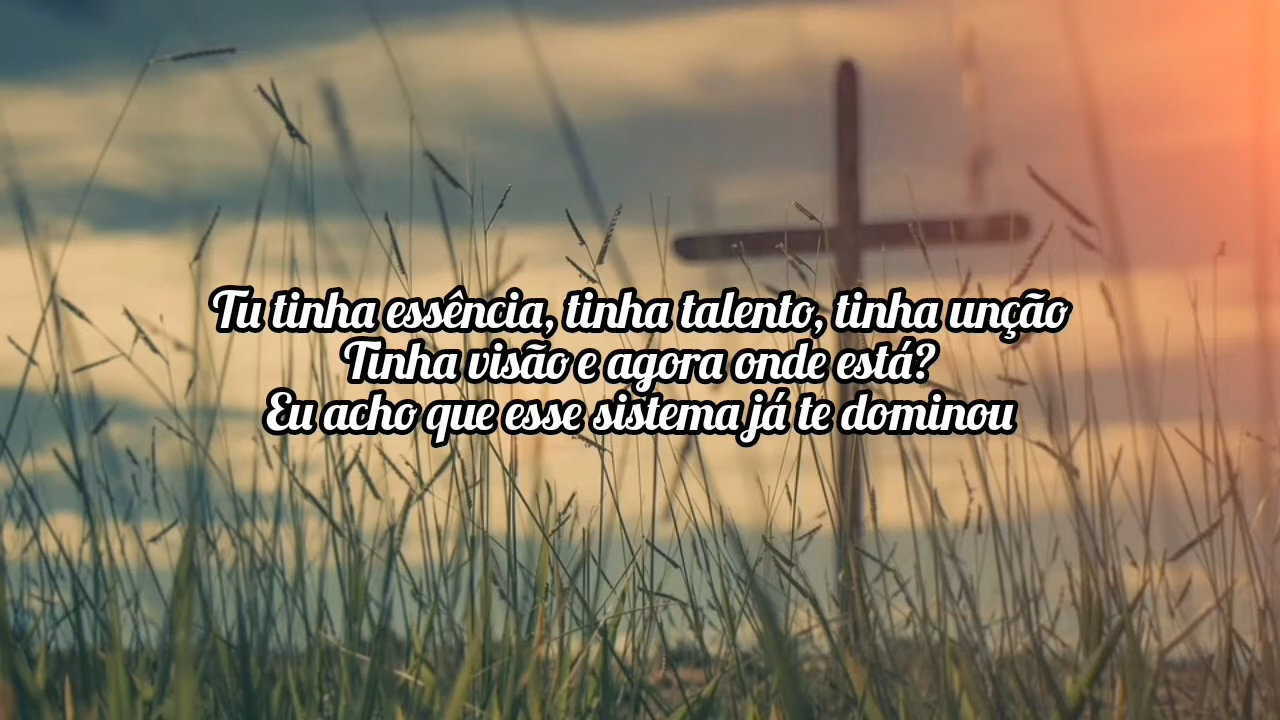 Tu tinha essência, tinha talento, tinha unção
Tinha visão e agora onde está?
Eu acho que esse sistema já te dominou